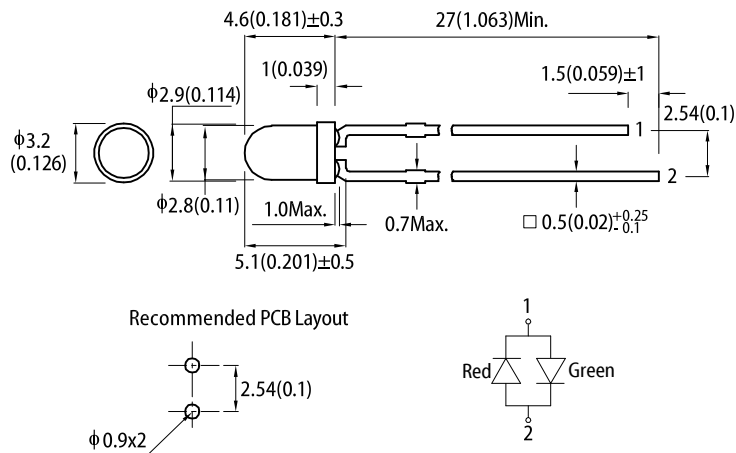 4.6(0.181)±0.3
27(1.063)Min.
1(0.039)
1.5(0.059)±1
ϕ2.9(0.114)
2.54(0.1)
ϕ3.2
(0.126)
1
2
ϕ2.8(0.11)
1.0Max.
0.7Max.
□ 0.5(0.02)+0.25
-0.1
5.1(0.201)±0.5
Recommended PCB Layout
2.54(0.1)
ϕ0.9x2
1
Red
Green
2